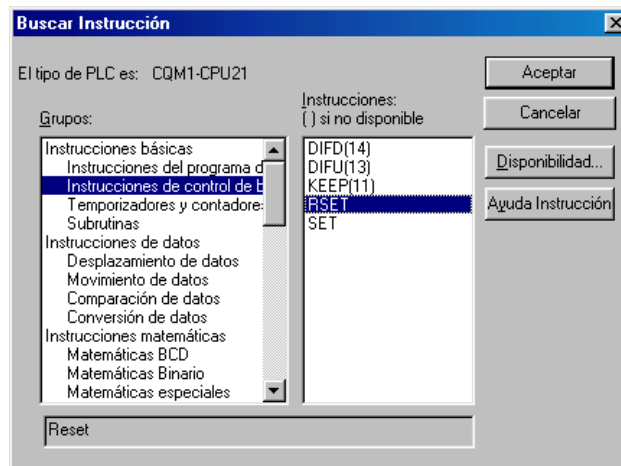 Buscar Instrucción
El tipo de PLC es: CQM1-CPU21
Aceptar
Cancelar
Disponibilidad...
Ayuda Instrucción
Grupos:
Instrucciones básicas
Instrucciones del programa d
Instrucciones de control de b
Temporizadores y contadore
Subrutinas
Instrucciones de datos
Desplazamiento de datos
Movimiento de datos
Comparación de datos
Conversión de datos
Instrucciones matemáticas
Matemáticas BCD
Matemáticas Binario
Matemáticas especiales
Instrucciones:
( ) si no disponible
DIFD(14)
DIFU(13)
KEEP(11)
RSET
SET
Reset